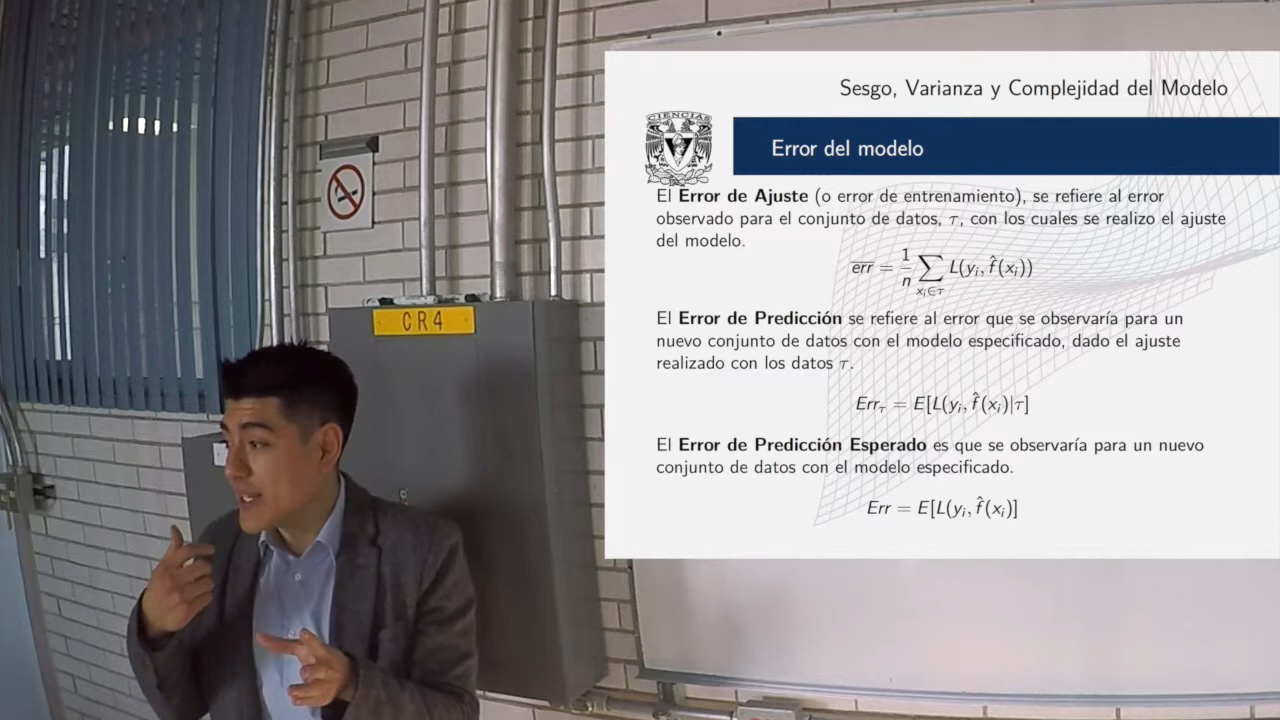 Sesgo, Varianza y Complejidad del Modelo
CIENCIAS
Error del modelo
El Error de Ajuste (o error de entrenamiento), se refiere al error
observado para el conjunto de datos, τ, con los cuales se realizo el ajuste
del modelo.
$\overline{err} = \frac{1}{n} \sum_{x_i \in \tau} L(y_i, \hat{f}(x_i))$
El Error de Predicción se refiere al error que se observaría para un
nuevo conjunto de datos con el modelo especificado, dado el ajuste
realizado con los datos τ.
$Err_\tau = E[L(y_i, \hat{f}(x_i)|\tau]$
El Error de Predicción Esperado es que se observaría para un nuevo
conjunto de datos con el modelo especificado.
$Err = E[L(y_i, \hat{f}(x_i)]$
CR4